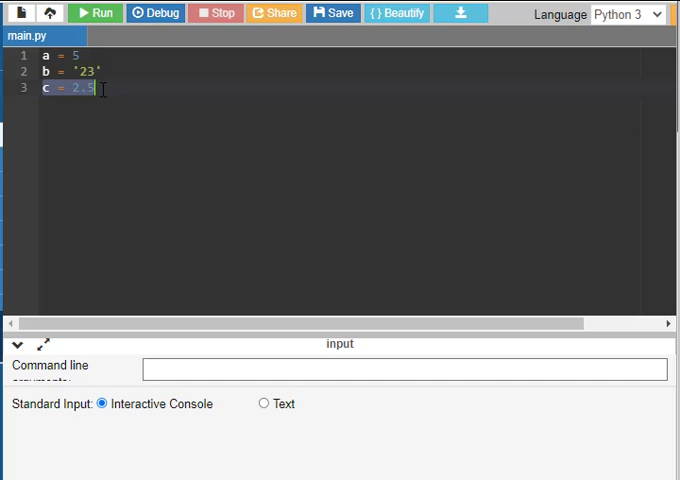 Run Debug Stop Share Save { } Beautify Language Python 3
main.py
1 a = 5
2 b = '23'
3 c = 2.5
input
Command line
Standard Input: Interactive Console Text